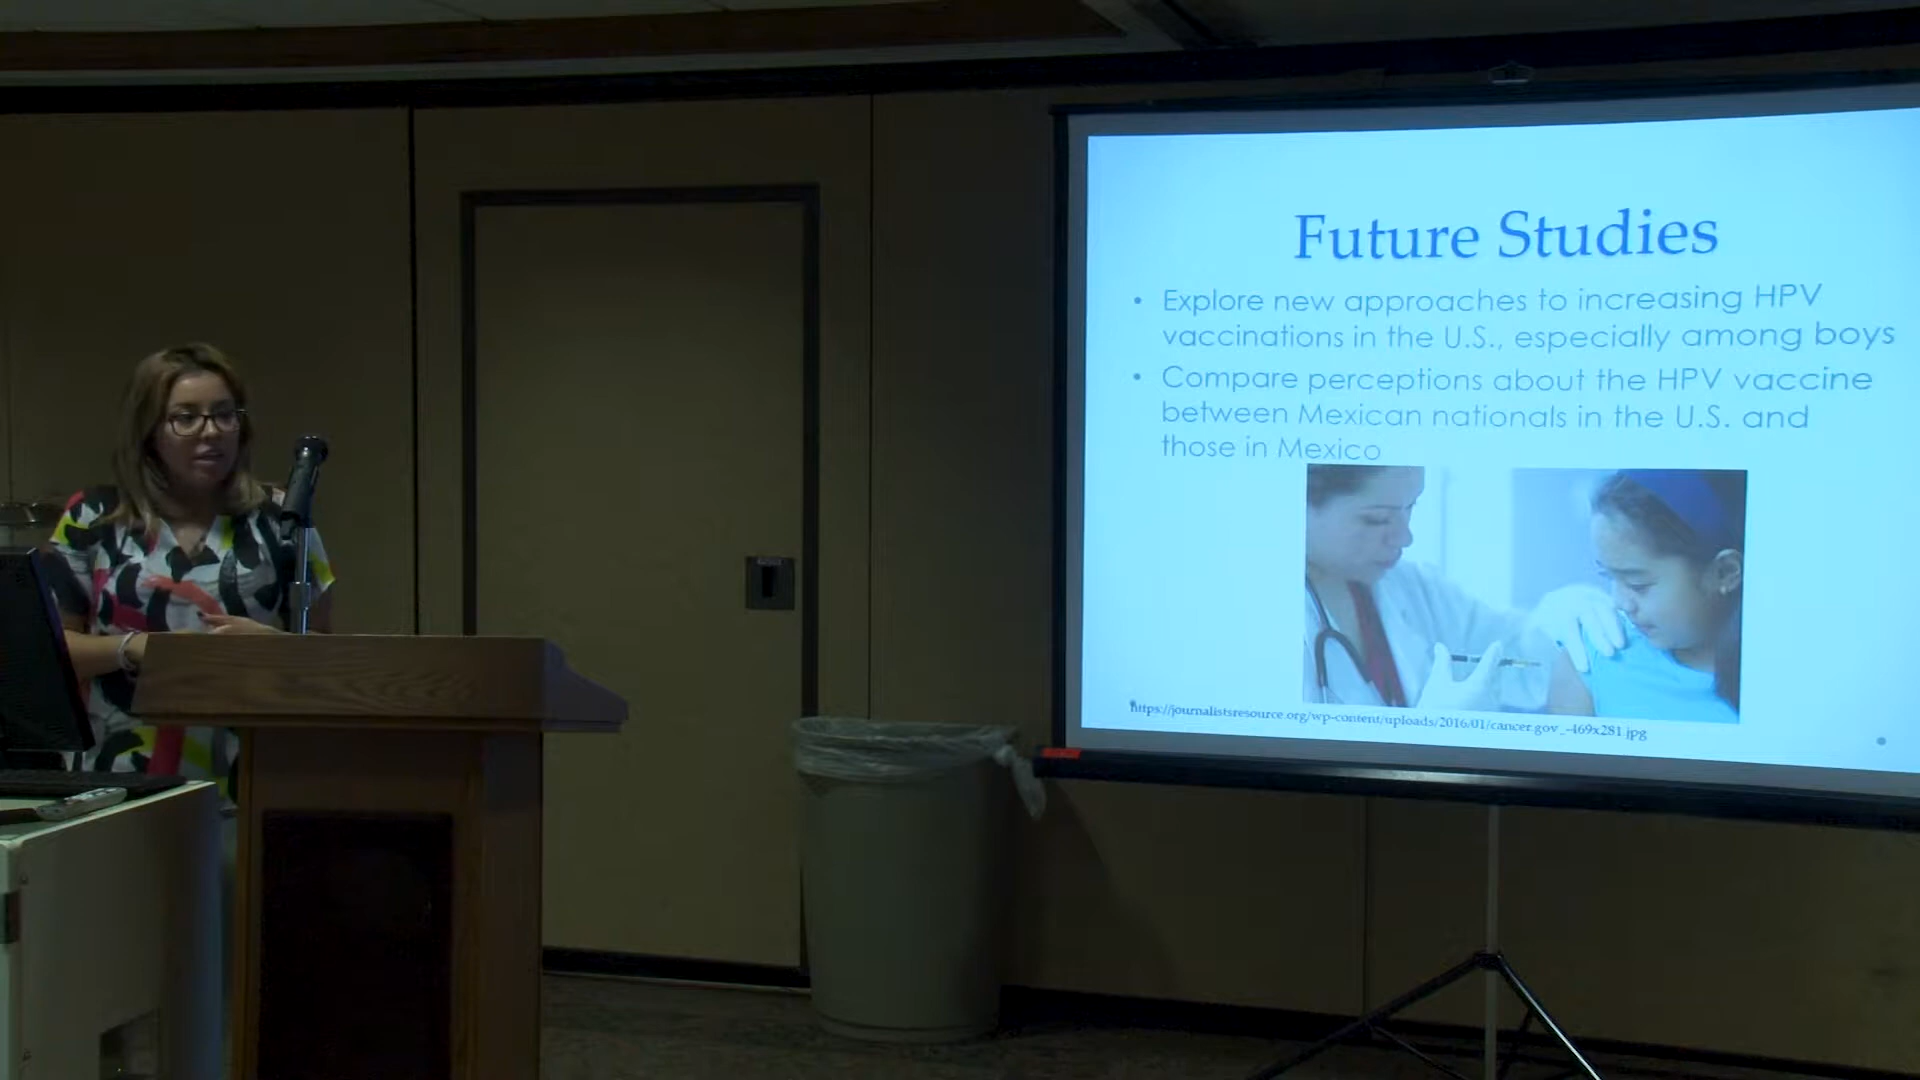 Future Studies
• Explore new approaches to increasing HPV
vaccinations in the U.S., especially among boys
• Compare perceptions about the HPV vaccine
between Mexican nationals in the U.S. and
those in Mexico
https://journalistsresource.org/wp-content/uploads/2016/01/cancer.gov_-469x281.jpg